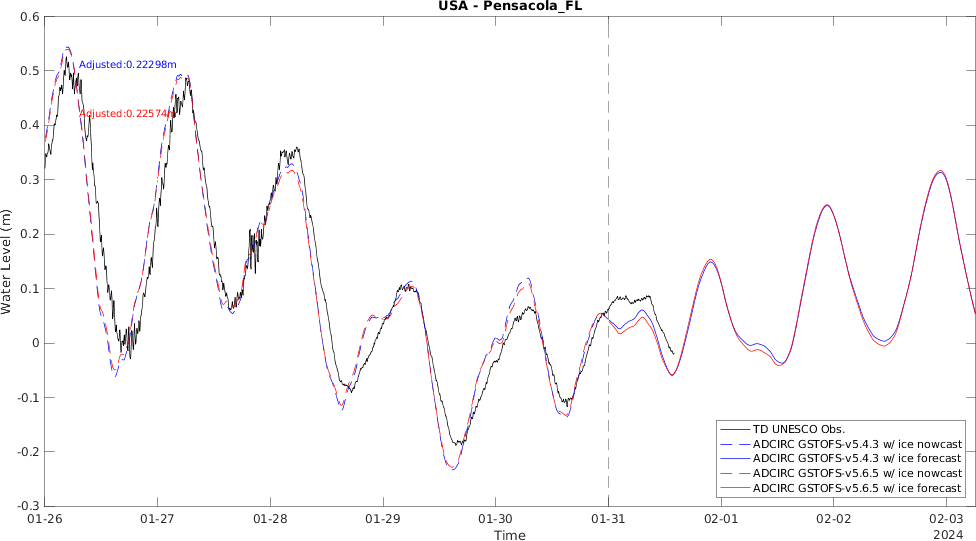 USA - Pensacola_FL
0.6
0.5
0.4
0.3
0.2
0.1
0
-0.1
-0.2
-0.3
Water Level (m)
Adjusted:0.22298m
Adjusted:0.22574m
TD UNESCO Obs.
ADCIRC GSTOFS-v5.4.3 w/ ice nowcast
ADCIRC GSTOFS-v5.4.3 w/ ice forecast
ADCIRC GSTOFS-v5.6.5 w/ ice nowcast
ADCIRC GSTOFS-v5.6.5 w/ ice forecast
01-26 01-27 01-28 01-29 01-30 01-31 02-01 02-02 02-03
Time
2024